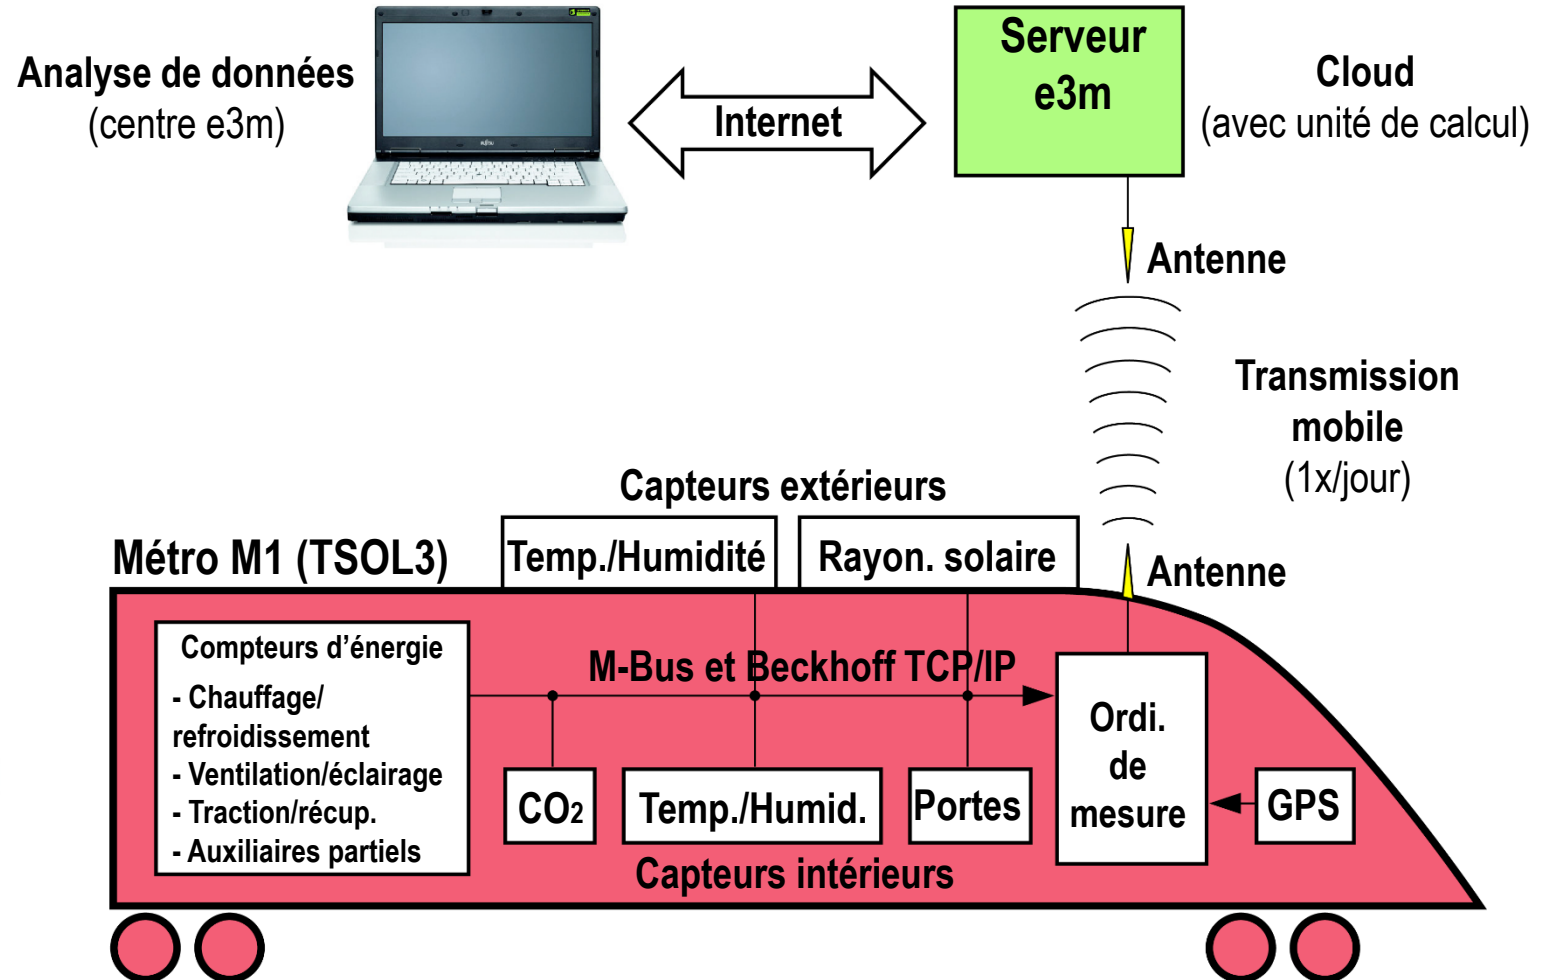 Analyse de données
(centre e3m)
Internet
Serveur
e3m
Cloud
(avec unité de calcul)
Antenne
Transmission
mobile
(1x/jour)
Capteurs extérieurs
Métro M1 (TSOL3)
Temp./Humidité
Rayon. solaire
Antenne
Compteurs d’énergie
- Chauffage/
refroidissement
- Ventilation/éclairage
- Traction/récup.
- Auxiliaires partiels
M-Bus et Beckhoff TCP/IP
CO2
Temp./Humid.
Portes
Ordi.
de
mesure
GPS
Capteurs intérieurs